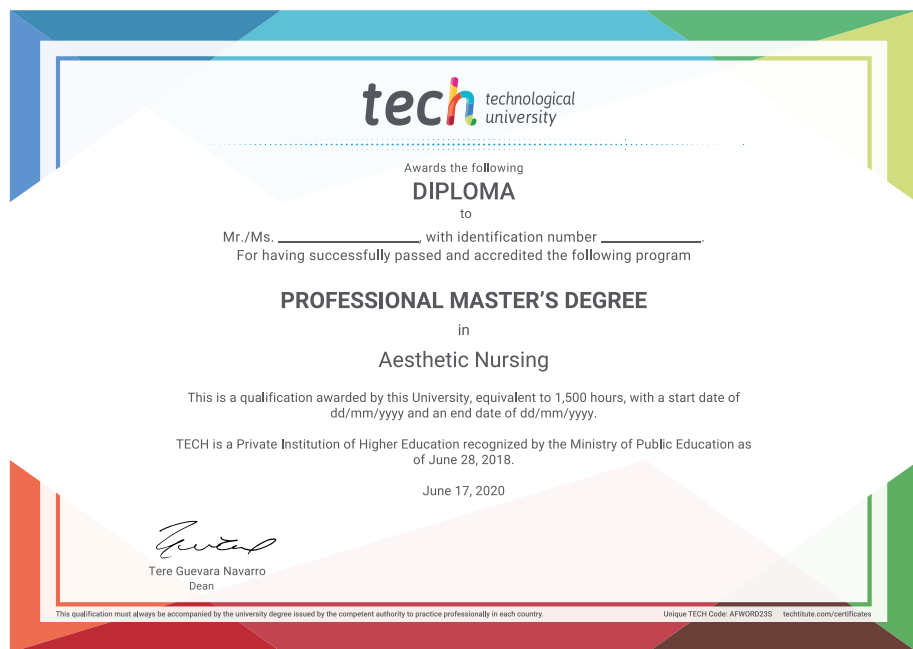 tech technological
university
Awards the following
DIPLOMA
to
Mr./Ms. ____________________, with identification number ______________.
For having successfully passed and accredited the following program
PROFESSIONAL MASTER'S DEGREE
in
Aesthetic Nursing
This is a qualification awarded by this University, equivalent to 1,500 hours, with a start date of
dd/mm/yyyy and an end date of dd/mm/yyyy.
TECH is a Private Institution of Higher Education recognized by the Ministry of Public Education as
of June 28, 2018.
June 17, 2020
Tere Guevara Navarro
Dean
This qualification must always be accompanied by the university degree issued by the competent authority to practice professionally in each country.
Unique TECH Code: AFWORD23S techtitute.com/certificates